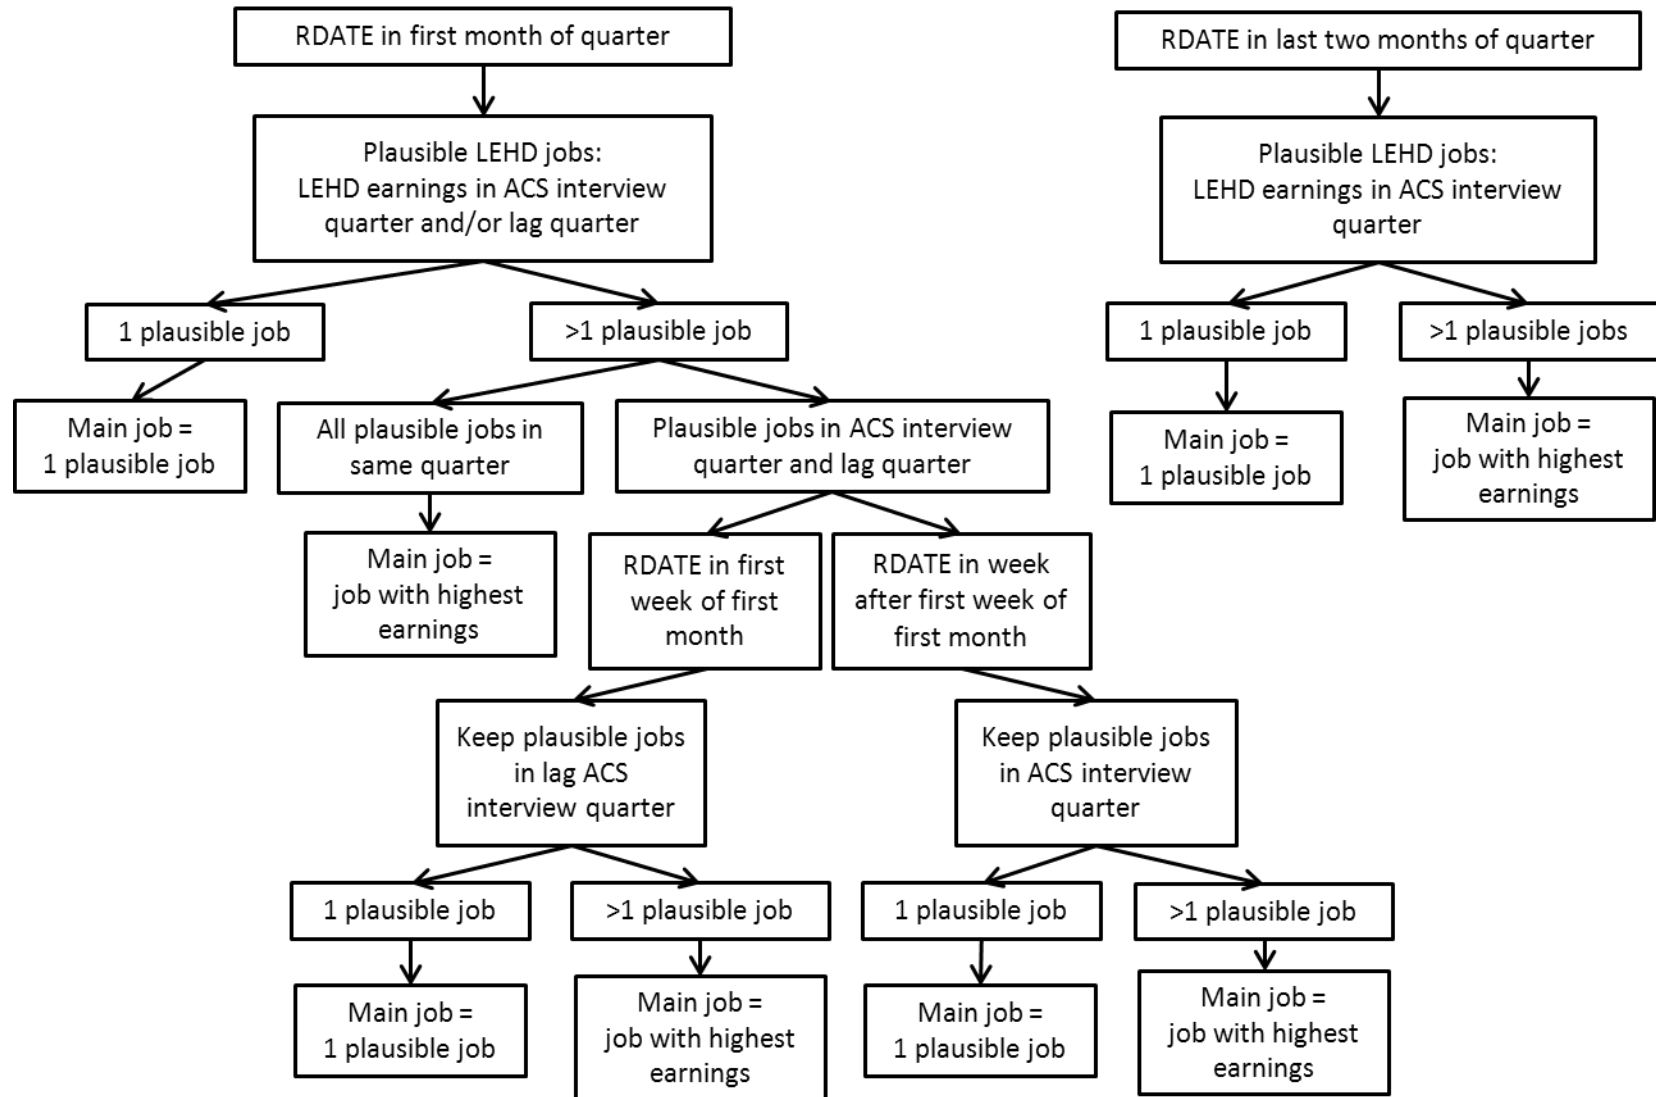 RDATE in first month of quarter
RDATE in last two months of quarter
Plausible LEHD jobs:
LEHD earnings in ACS interview
quarter and/or lag quarter
Plausible LEHD jobs:
LEHD earnings in ACS interview
quarter
1 plausible job
>1 plausible job
1 plausible job
>1 plausible jobs
Main job =
1 plausible job
All plausible jobs in
same quarter
Plausible jobs in ACS interview
quarter and lag quarter
Main job =
1 plausible job
Main job =
job with highest
earnings
Main job =
job with highest
earnings
RDATE in first
week of first
month
RDATE in week
after first week of
first month
Keep plausible jobs
in lag ACS
interview quarter
Keep plausible jobs
in ACS interview
quarter
1 plausible job
>1 plausible job
1 plausible job
>1 plausible job
Main job =
1 plausible job
Main job =
job with highest
earnings
Main job =
1 plausible job
Main job =
job with highest
earnings